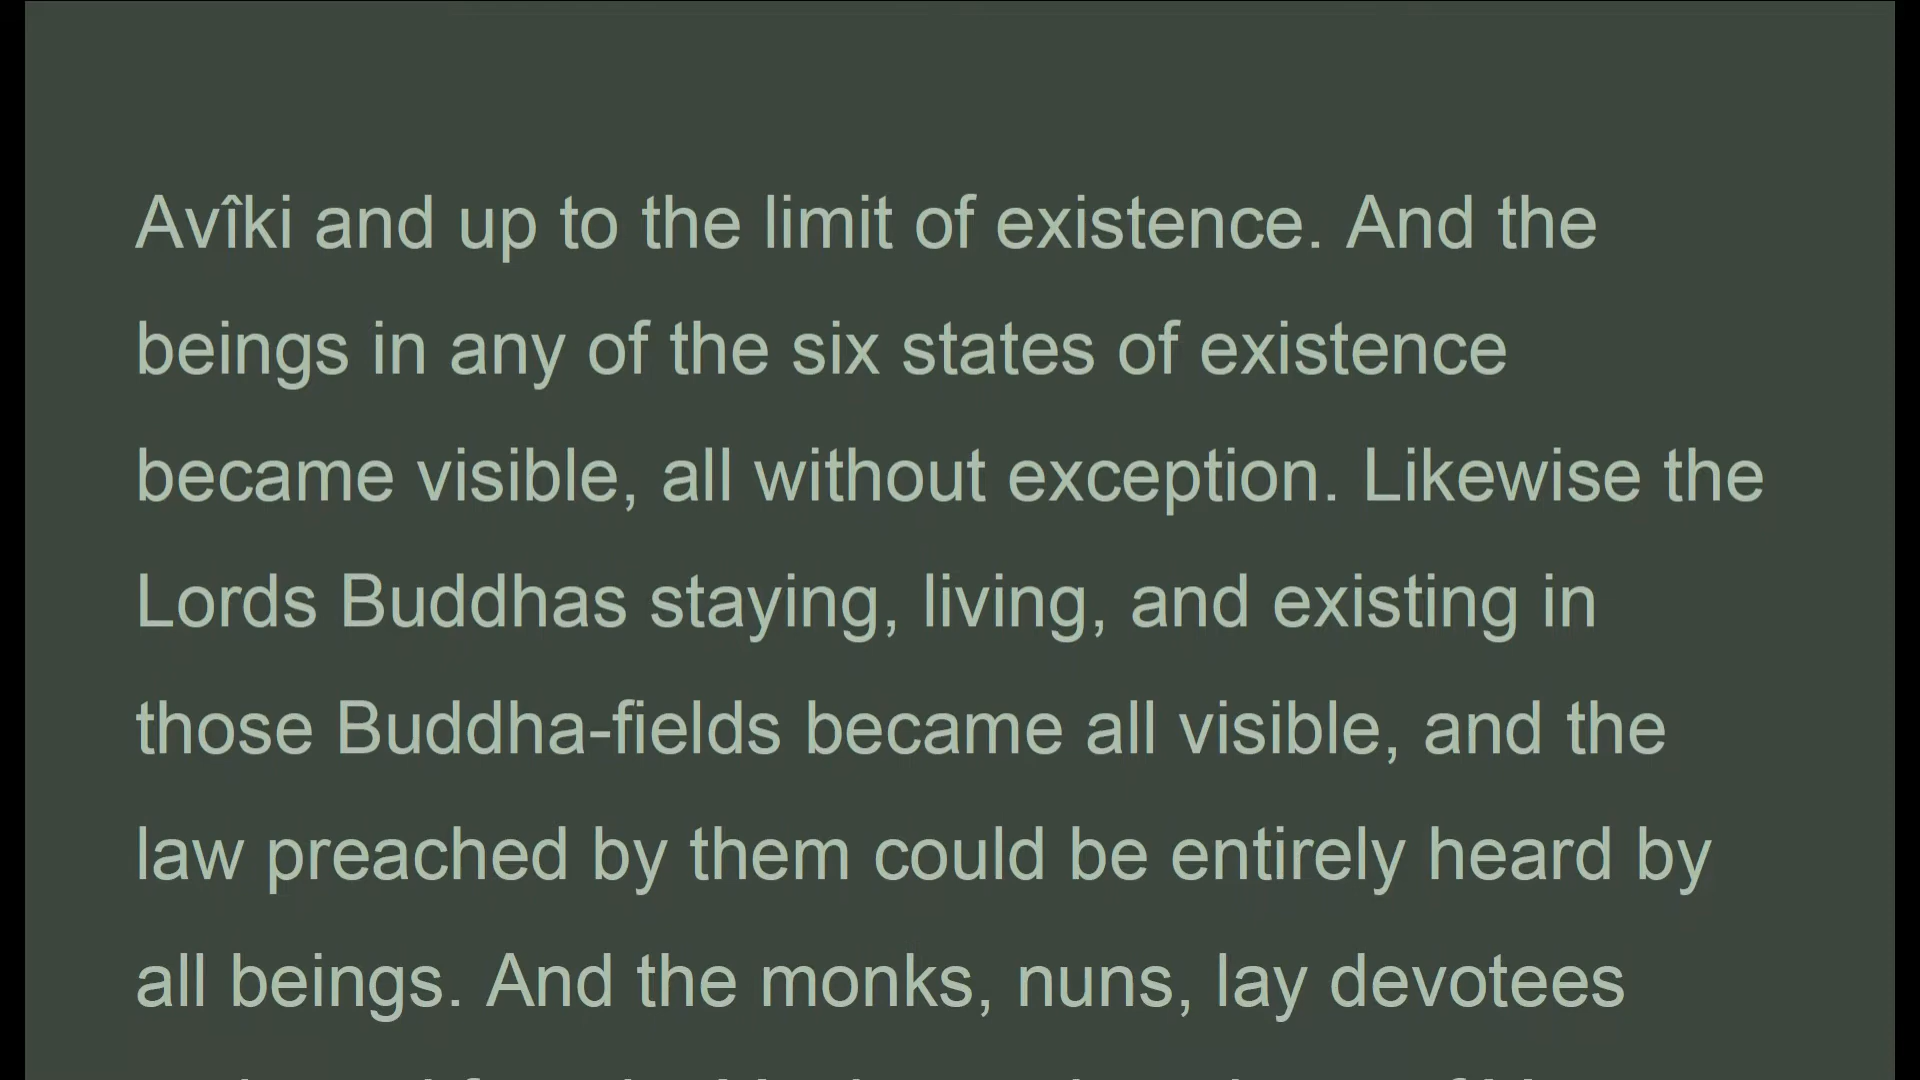 Avîki and up to the limit of existence. And the
beings in any of the six states of existence
became visible, all without exception. Likewise the
Lords Buddhas staying, living, and existing in
those Buddha-fields became all visible, and the
law preached by them could be entirely heard by
all beings. And the monks, nuns, lay devotees